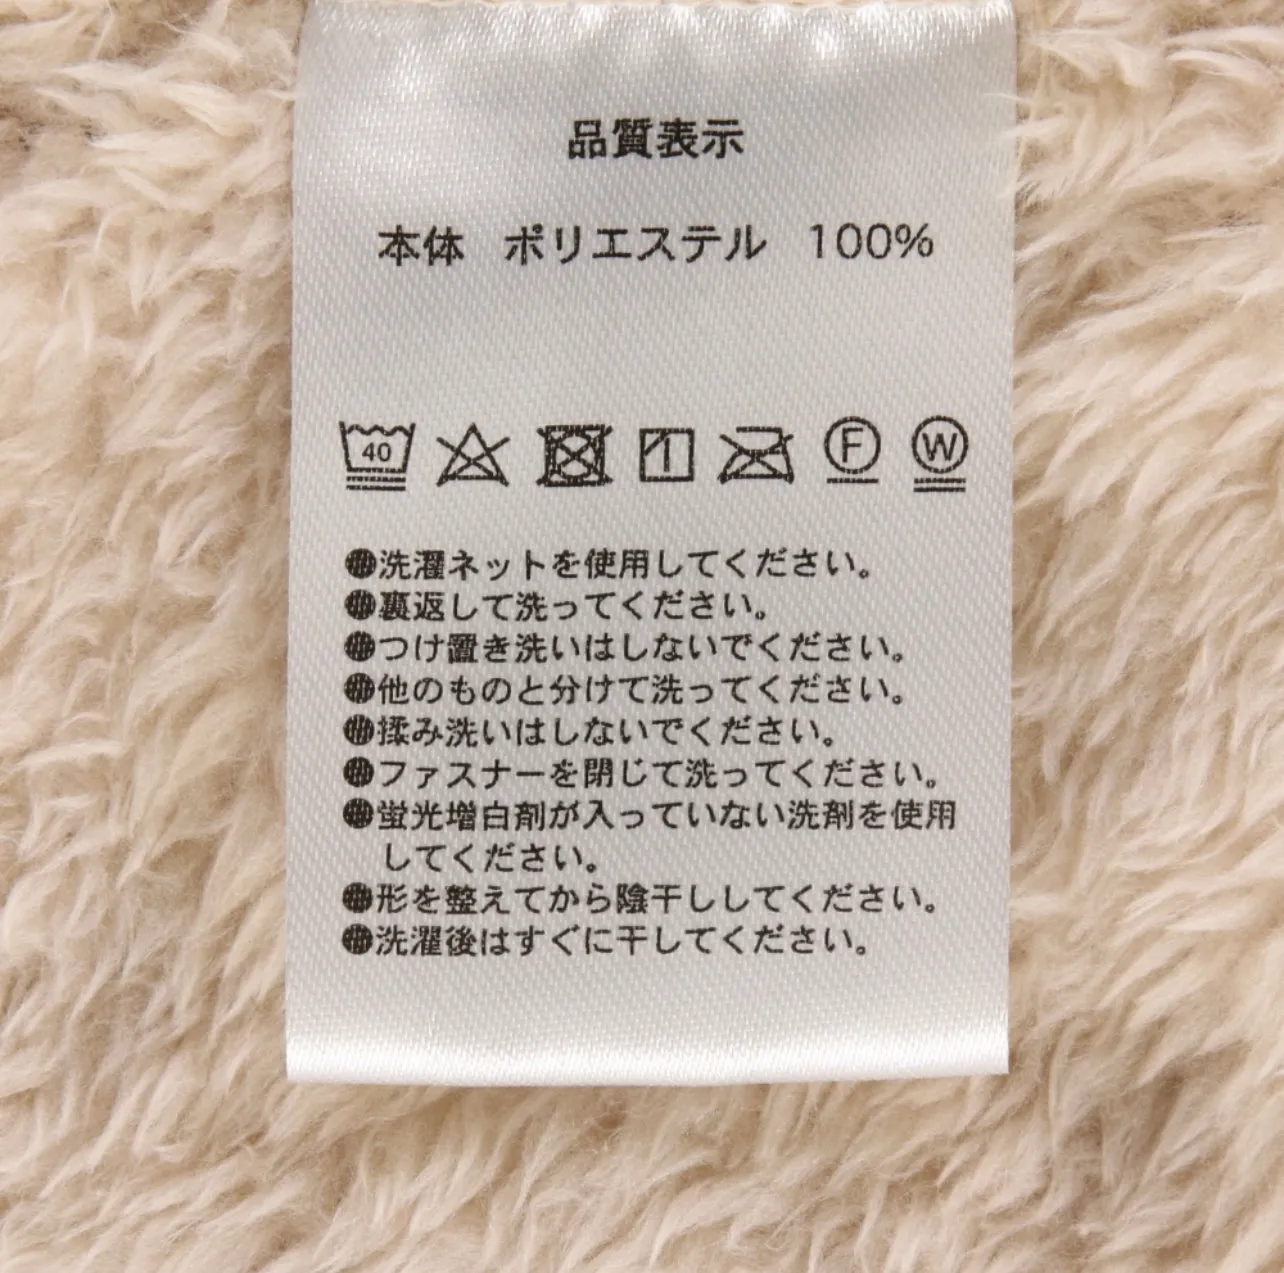 品質表示
本体 ポリエステル 100%
40
F W
●洗濯ネットを使用してください。
●裏返して洗ってください。
●つけ置き洗いはしないでください。
●他のものと分けて洗ってください。
●揉み洗いはしないでください。
●ファスナーを閉じて洗ってください。
●蛍光増白剤が入っていない洗剤を使用
してください。
●形を整えてから陰干ししてください。
●洗濯後はすぐに干してください。